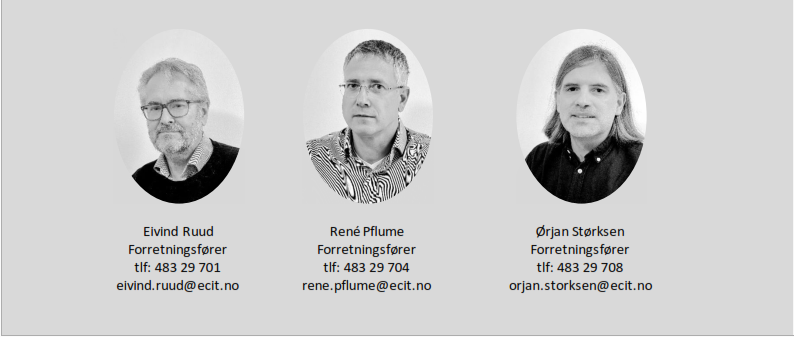 Eivind Ruud
Forretningsfører
tlf: 483 29 701
eivind.ruud@ecit.no
René Pflume
Forretningsfører
tlf: 483 29 704
rene.pflume@ecit.no
Ørjan Størksen
Forretningsfører
tlf: 483 29 708
orjan.storksen@ecit.no